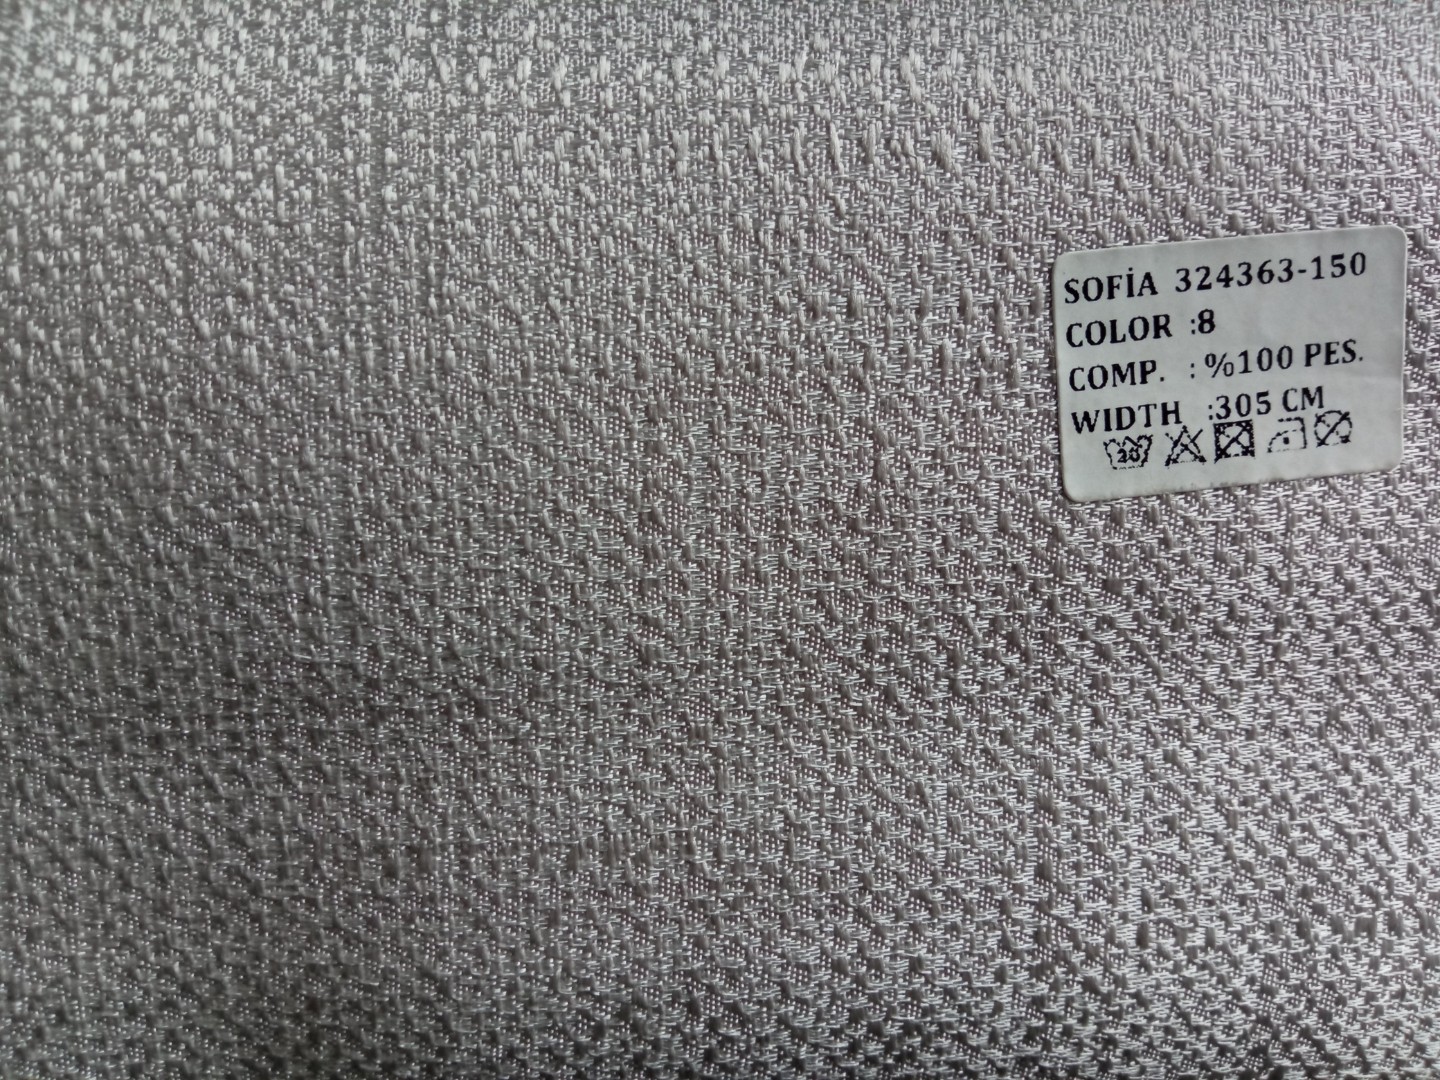 SOFİA 324363-150
COLOR :8
COMP. : %100 PES.
WIDTH :305 CM